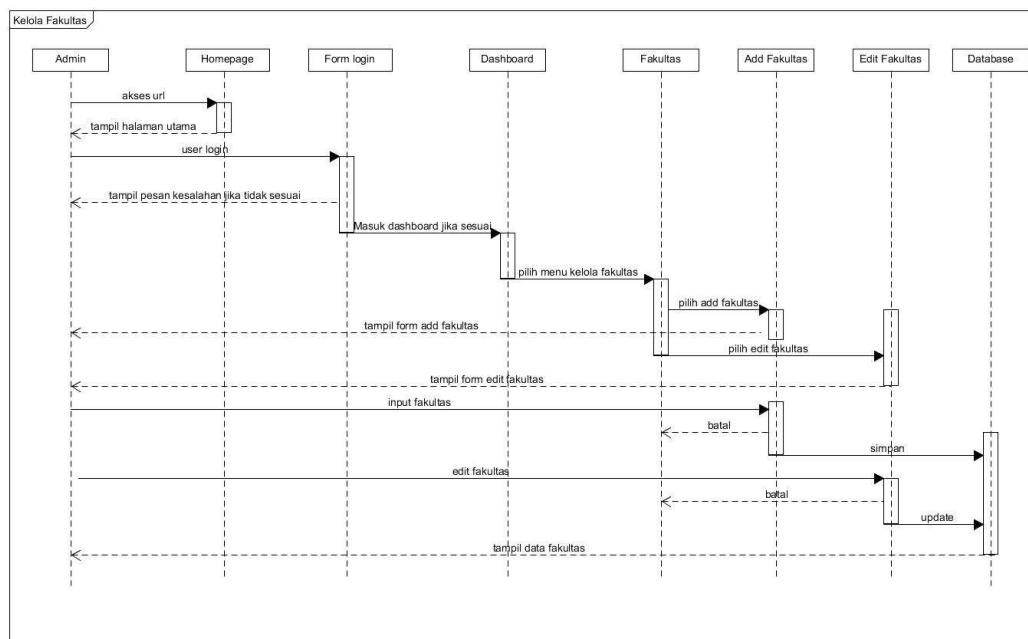 Kelola Fakultas
Admin
Homepage
Form login
Dashboard
Fakultas
Add Fakultas
Edit Fakultas
Database
akses url
tampil halaman utama
user login
tampil pesan kesalahan jika tidak sesuai
Masuk dashboard jika sesuai
pilih menu kelola fakultas
pilih add fakultas
tampil form add fakultas
pilih edit fakultas
tampil form edit fakultas
input fakultas
batal
simpan
edit fakultas
batal
update
tampil data fakultas